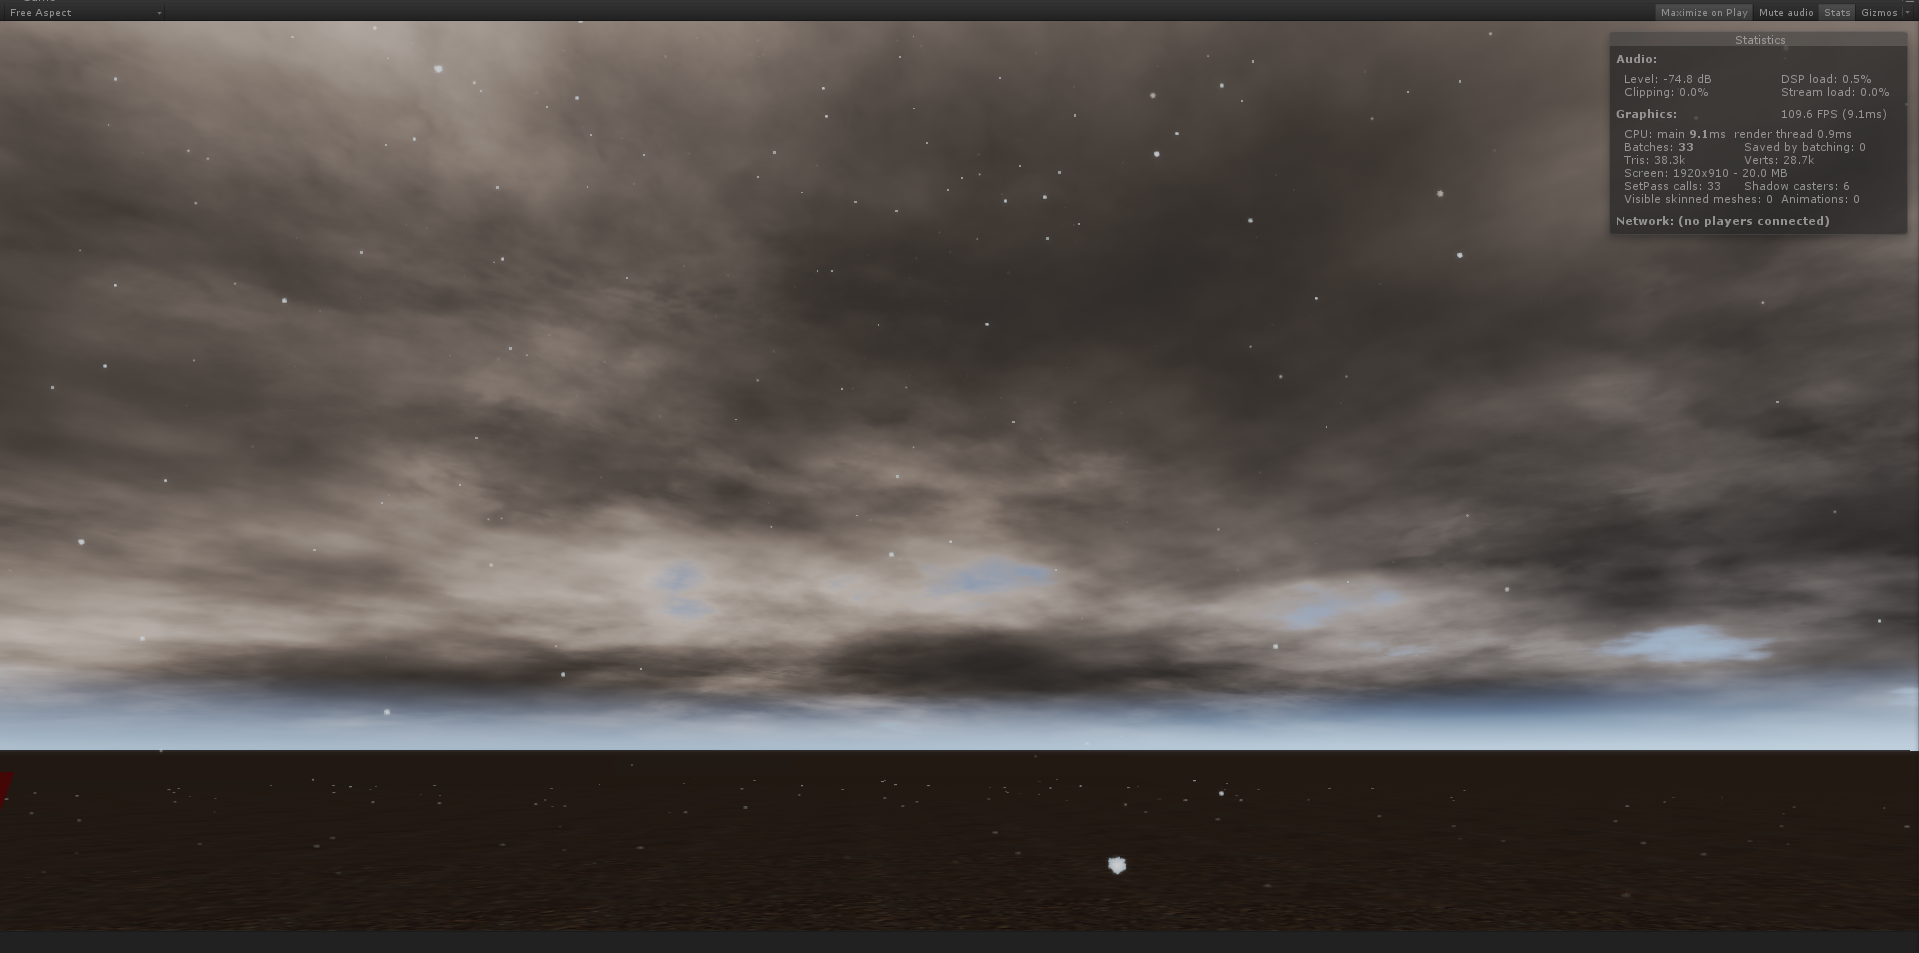 Free Aspect
Maximize on Play Mute audio Stats Gizmos
Statistics
Audio:
Level: -74.8 dB DSP load: 0.5%
Clipping: 0.0% Stream load: 0.0%
Graphics: 109.6 FPS (9.1ms)
CPU: main 9.1ms render thread 0.9ms
Batches: 33 Saved by batching: 0
Tris: 38.3k Verts: 28.7k
Screen: 1920x910 - 20.0 MB
SetPass calls: 33 Shadow casters: 6
Visible skinned meshes: 0 Animations: 0
Network: (no players connected)